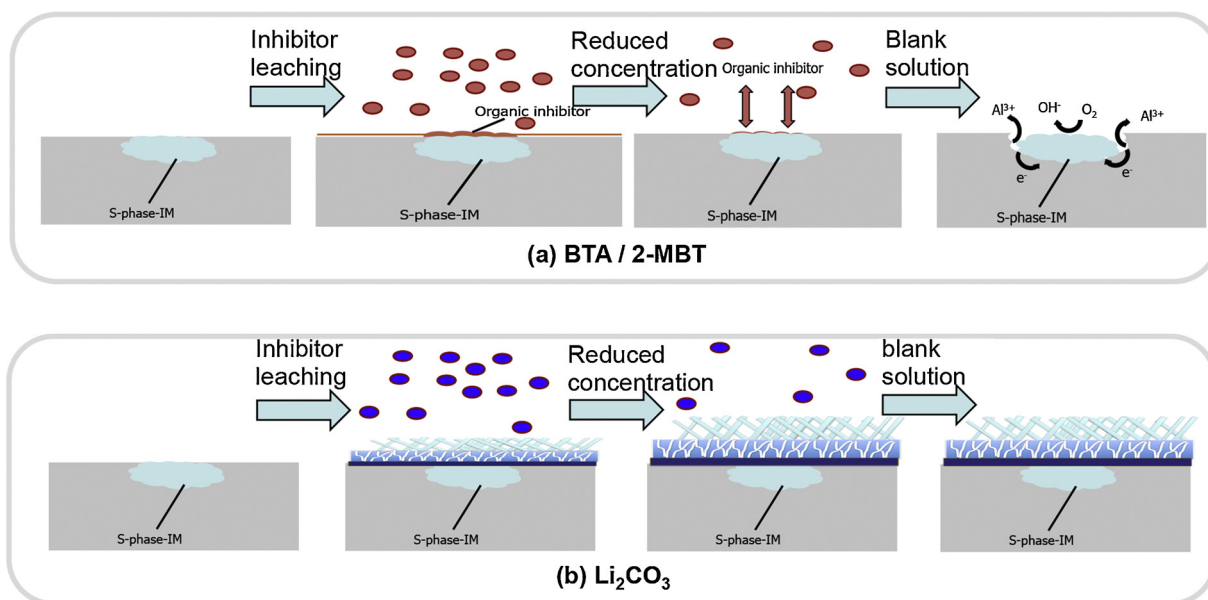 Inhibitor
leaching
Reduced
concentration
Blank
solution
Organic inhibitor
Organic inhibitor
Al³⁺
OH⁻
O₂
Al³⁺
e⁻
e⁻
S-phase-IM
S-phase-IM
S-phase-IM
S-phase-IM
(a) BTA / 2-MBT
Inhibitor
leaching
Reduced
concentration
blank
solution
S-phase-IM
S-phase-IM
S-phase-IM
S-phase-IM
(b) Li₂CO₃